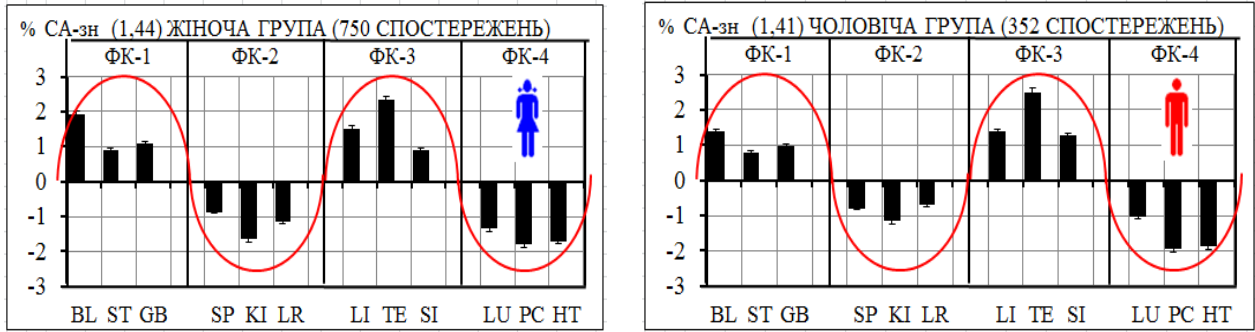 % СА-зн (1,44) ЖІНОЧА ГРУПА (750 СПОСТЕРЕЖЕНЬ)
ФК-1 ФК-2 ФК-3 ФК-4
3
2
1
0
-1
-2
-3
BL ST GB SP KI LR LI TE SI LU PC HT
% СА-зн (1,41) ЧОЛОВІЧА ГРУПА (352 СПОСТЕРЕЖЕНЬ)
ФК-1 ФК-2 ФК-3 ФК-4
3
2
1
0
-1
-2
-3
BL ST GB SP KI LR LI TE SI LU PC HT